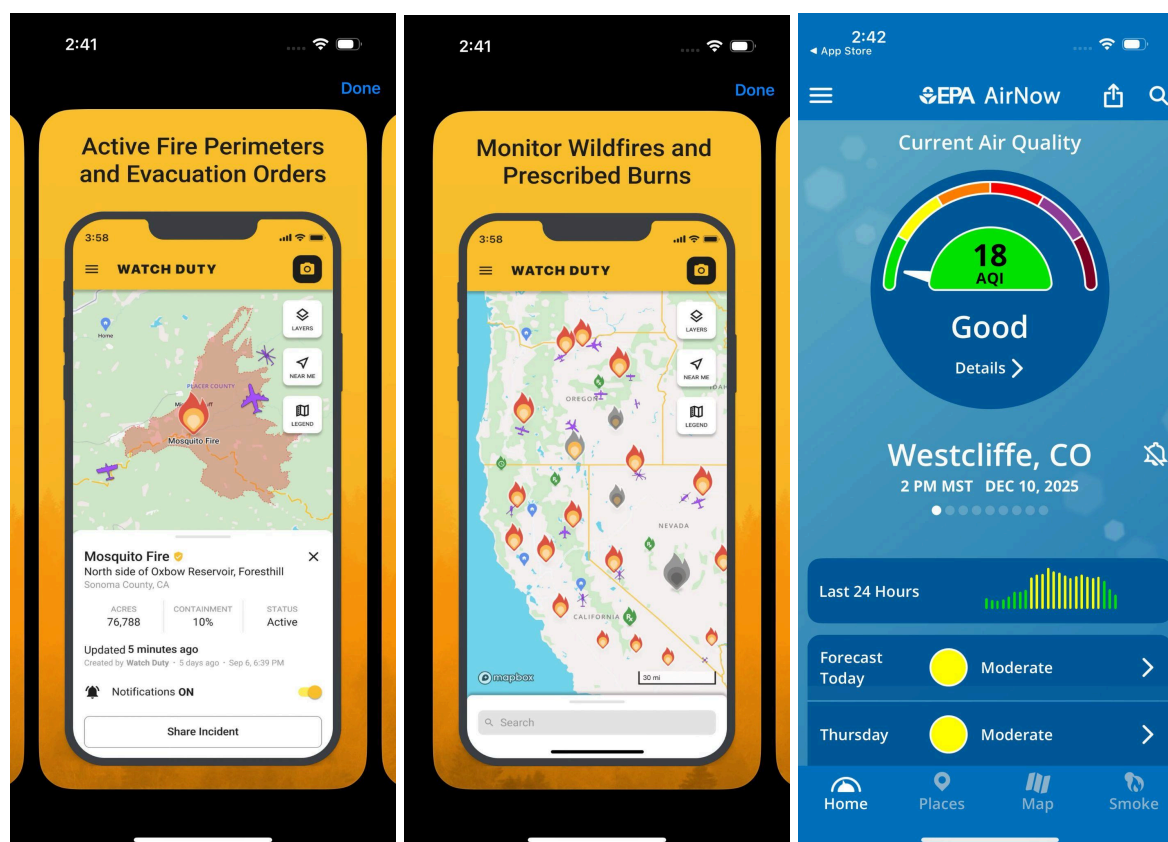 2:41
Done
Active Fire Perimeters
and Evacuation Orders
3:58
WATCH DUTY
LAYERS
Home
NEAR ME
PLACER COUNTY
LEGEND
Mosquito Fire
Mosquito Fire
North side of Oxbow Reservoir, Foresthill
Sonoma County, CA
ACRES CONTAINMENT STATUS
76,788 10% Active
Updated 5 minutes ago
Created by Watch Duty • 5 days ago • Sep 6, 6:39 PM
Notifications ON
Share Incident
2:41
Done
Monitor Wildfires and
Prescribed Burns
3:58
WATCH DUTY
LAYERS
NEAR ME
OREGON
LEGEND
NEVADA
CALIFORNIA
mapbox
30 mi
Search
2:42
◀ App Store
EPA AirNow
Current Air Quality
18
AQI
Good
Details >
Westcliffe, CO
2 PM MST DEC 10, 2025
Last 24 Hours
Forecast
Today
Moderate
Thursday
Moderate
Home Places Map Smoke